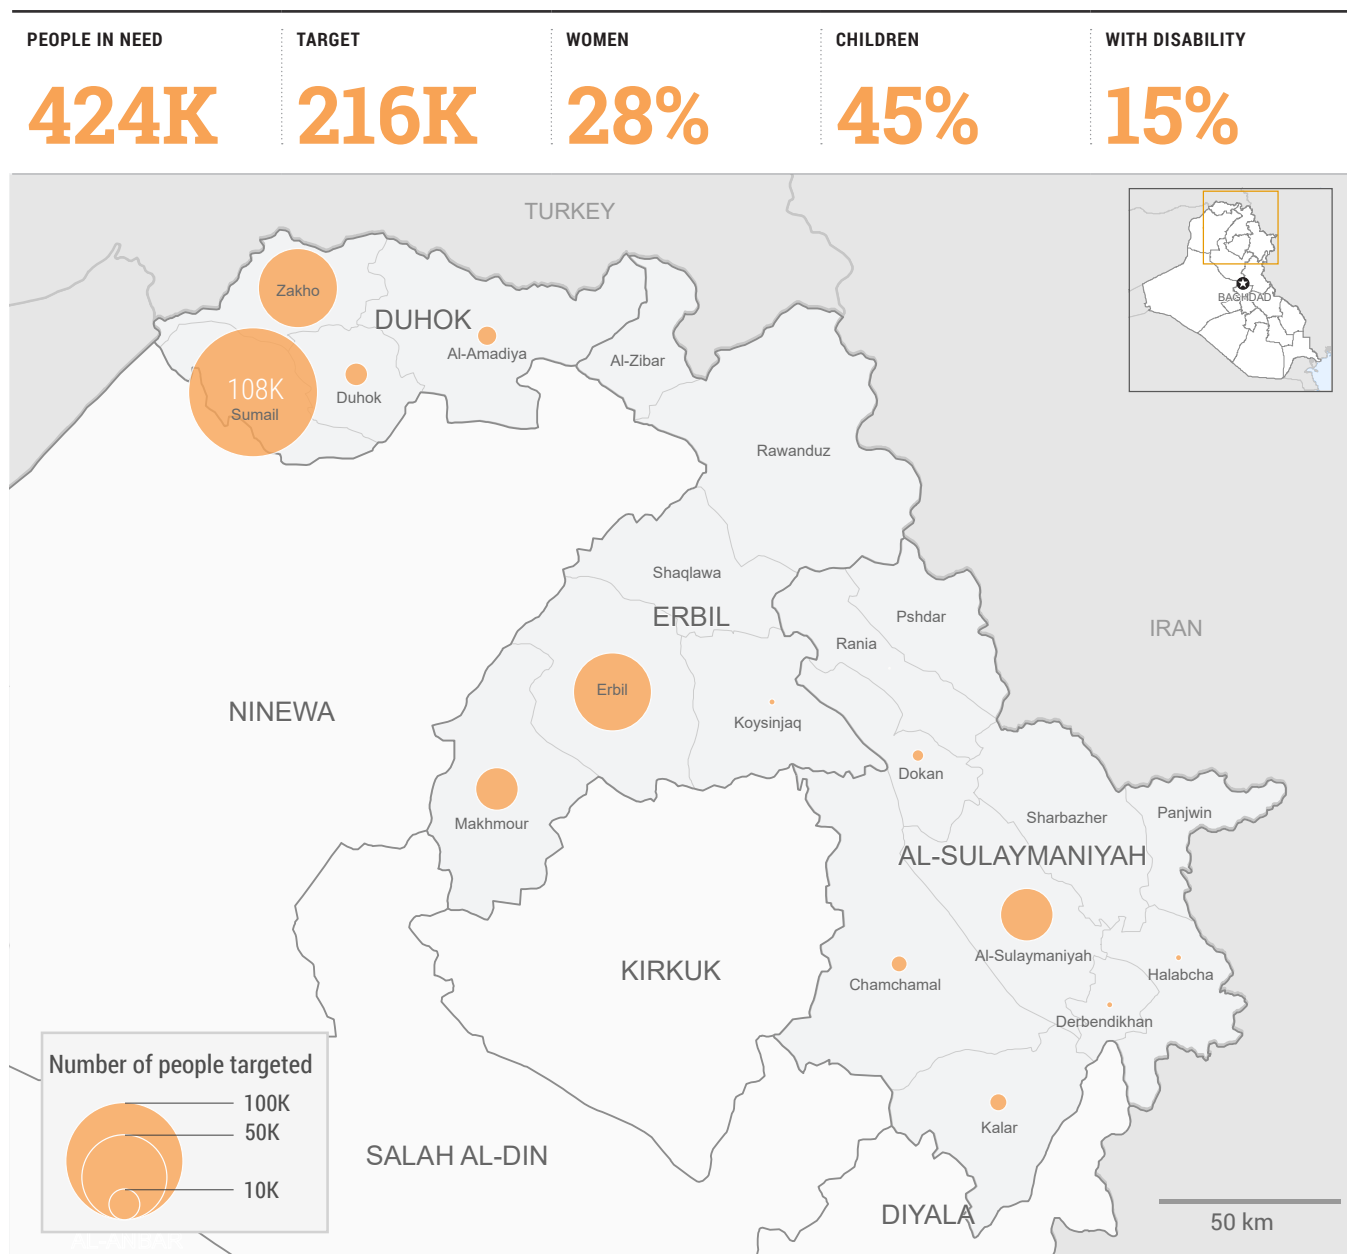 PEOPLE IN NEED
TARGET
WOMEN
CHILDREN
WITH DISABILITY
424K
216K
28%
45%
15%
TURKEY
BAGHDAD
Zakho
DUHOK
Al-Amadiya
Al-Zibar
108K
Sumail
Duhok
Rawanduz
Shaqlawa
ERBIL
Pshdar
Rania
IRAN
Erbil
NINEWA
Koysinjaq
Dokan
Makhmour
Sharbazher
Panjwin
AL-SULAYMANIYAH
Al-Sulaymaniyah
KIRKUK
Chamchamal
Halabcha
Derbendikhan
Number of people targeted
100K
50K
10K
Kalar
SALAH AL-DIN
DIYALA
50 km
AL-ANBAR